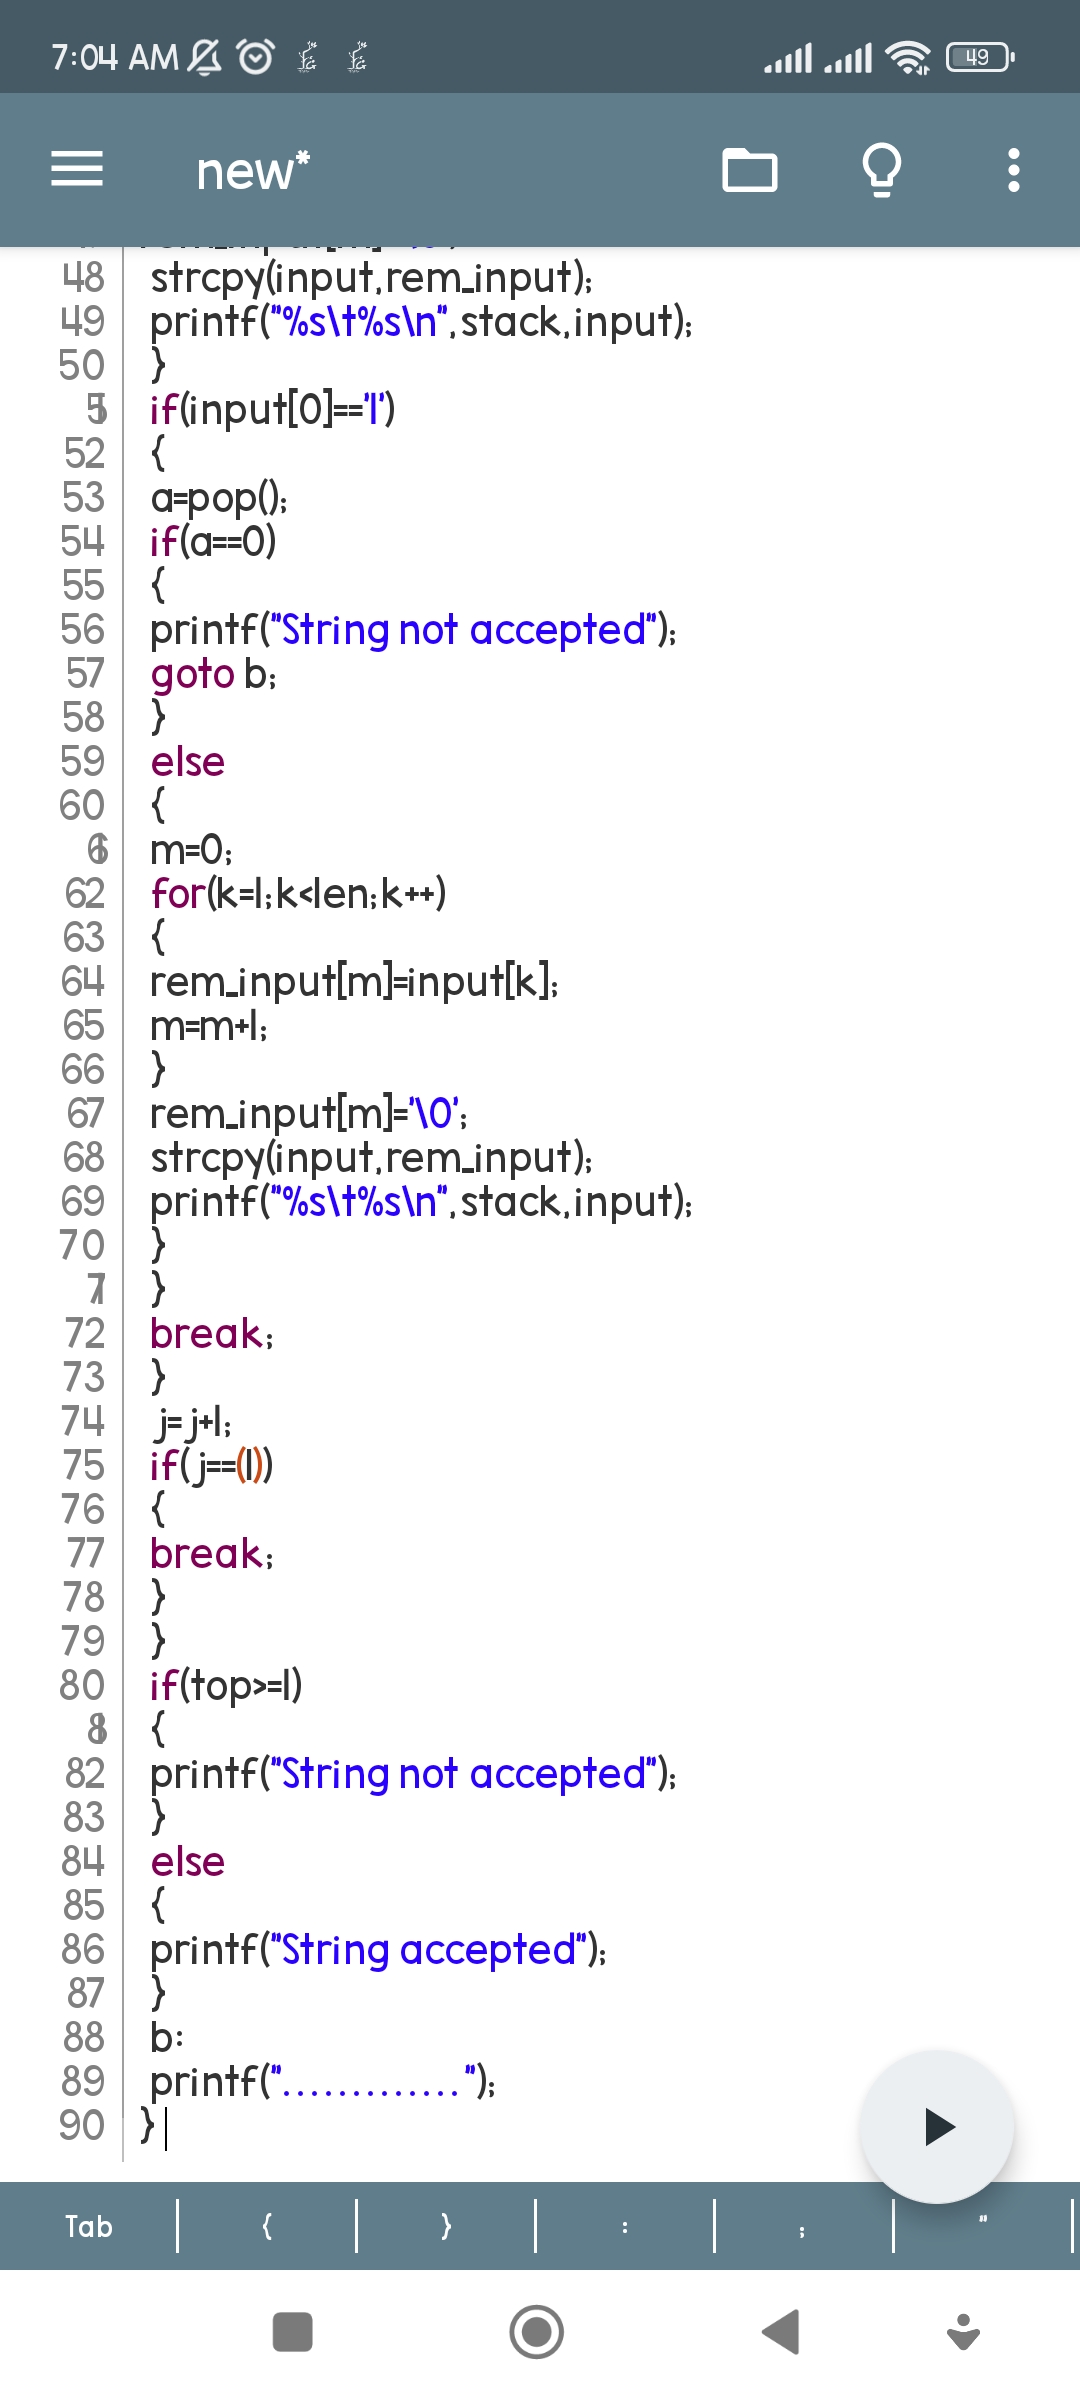 7:04 AM 49
new*
48 strcpy(input,rem_input);
49 printf("%s\t%s\n",stack,input);
50 }
51 if(input[0]=='1')
52 {
53 a=pop();
54 if(a==0)
55 {
56 printf("String not accepted");
57 goto b;
58 }
59 else
60 {
61 m=0;
62 for(k=1;k<len;k++)
63 {
64 rem_input[m]=input[k];
65 m=m+1;
66 }
67 rem_input[m]='\0';
68 strcpy(input,rem_input);
69 printf("%s\t%s\n",stack,input);
70 }
71 }
72 break;
73 }
74 j=j+1;
75 if(j==(l))
76 {
77 break;
78 }
79 }
80 if(top>=1)
81 {
82 printf("String not accepted");
83 }
84 else
85 {
86 printf("String accepted");
87 }
88 b:
89 printf(".............");
90 }
Tab { } : ; "